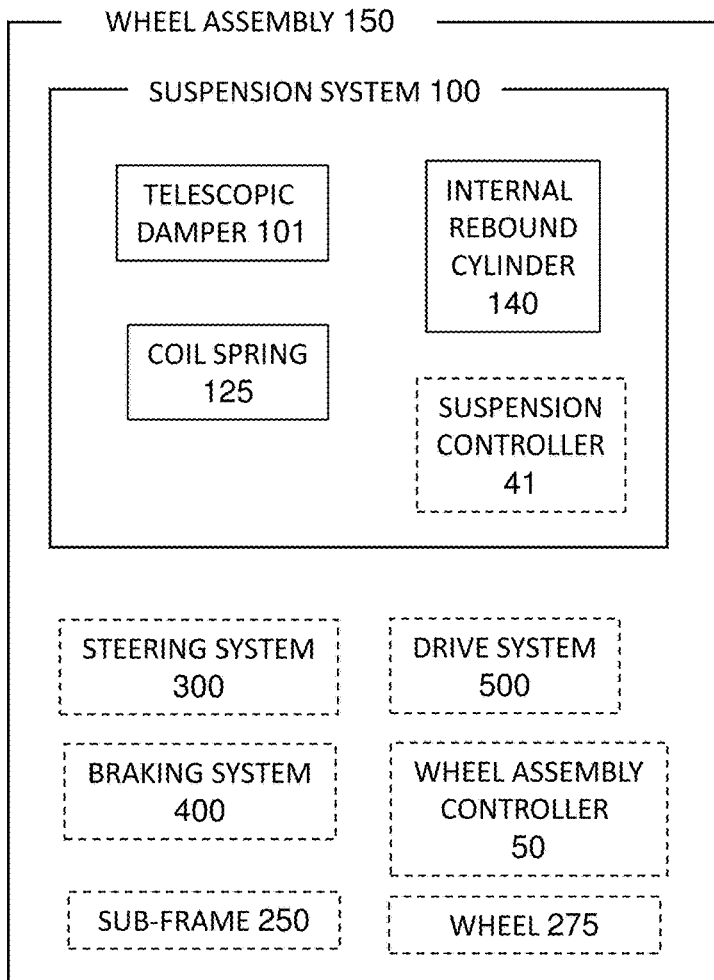 WHEEL ASSEMBLY 150
SUSPENSION SYSTEM 100
TELESCOPIC
DAMPER 101
INTERNAL
REBOUND
CYLINDER
140
COIL SPRING
125
SUSPENSION
CONTROLLER
41
STEERING SYSTEM
300
DRIVE SYSTEM
500
BRAKING SYSTEM
400
WHEEL ASSEMBLY
CONTROLLER
50
SUB-FRAME 250
WHEEL 275